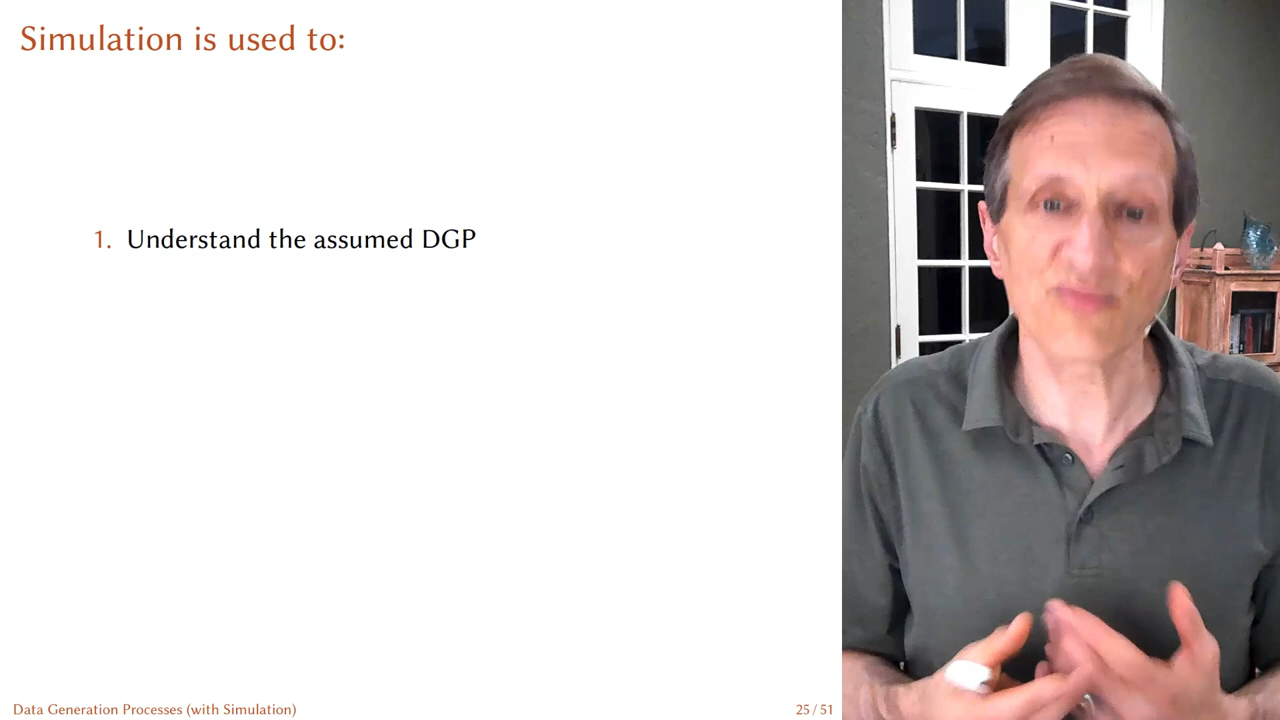 Simulation is used to:
1. Understand the assumed DGP
Data Generation Processes (with Simulation)
25 / 51